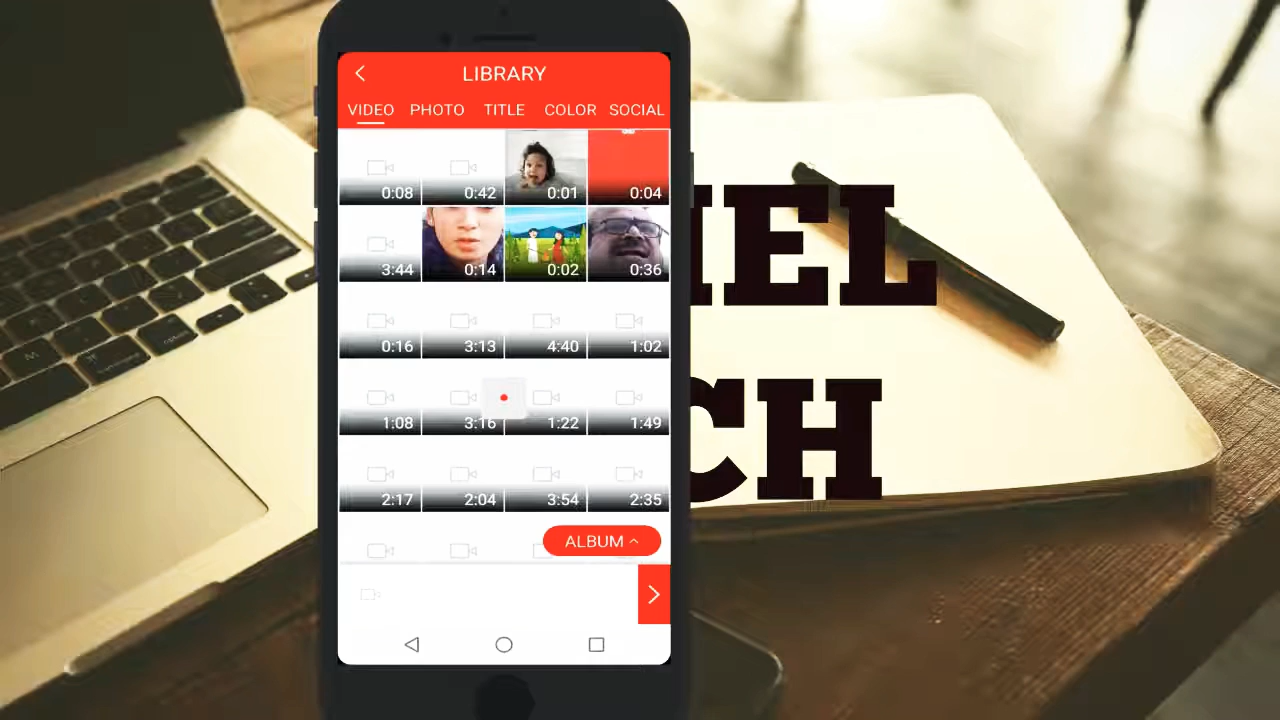 LIBRARY
VIDEO PHOTO TITLE COLOR SOCIAL
0:08 0:42 0:01 0:04
3:44 0:14 0:02 0:36
0:16 3:13 4:40 1:02
1:08 3:16 1:22 1:49
2:17 2:04 3:54 2:35
ALBUM